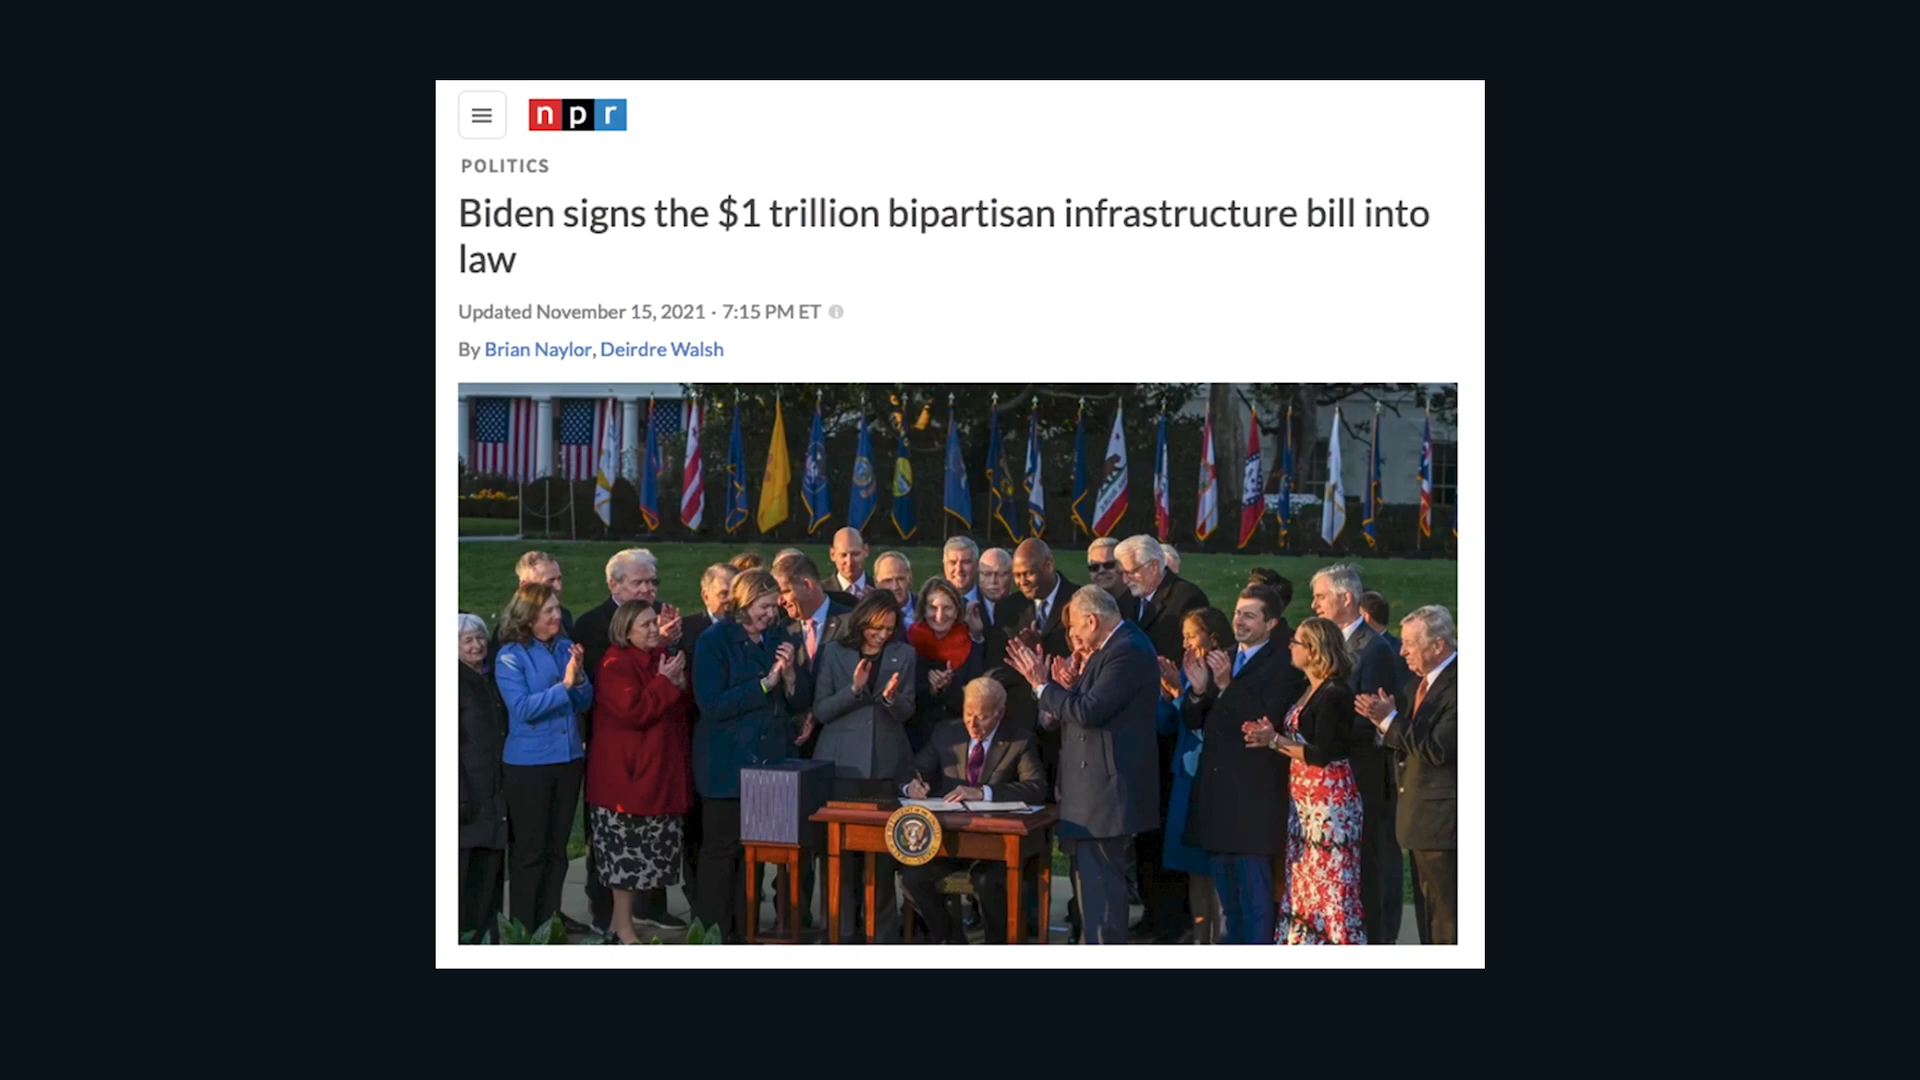 npr
POLITICS
Biden signs the $1 trillion bipartisan infrastructure bill into
law
Updated November 15, 2021 · 7:15 PM ET
By Brian Naylor, Deirdre Walsh